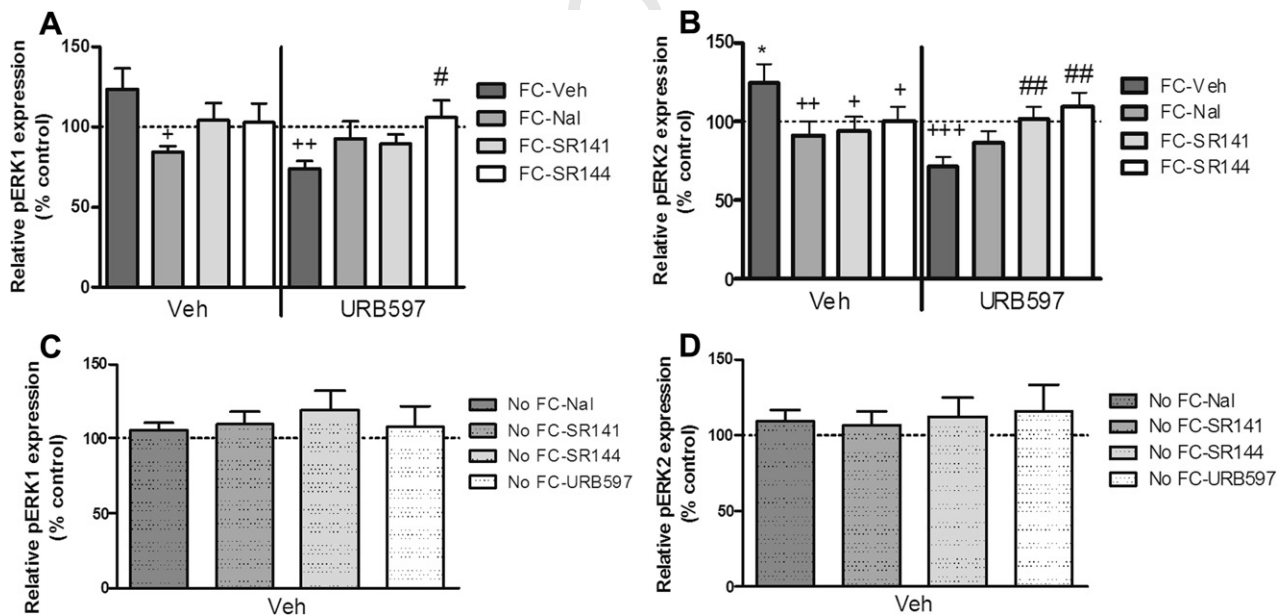 A
Relative pERK1 expression
(% control)
150
100
50
0
+
++
#
Veh
URB597
FC-Veh
FC-Nal
FC-SR141
FC-SR144
B
Relative pERK2 expression
(% control)
150
100
50
0
*
++
+
+
+++
##
##
Veh
URB597
FC-Veh
FC-Nal
FC-SR141
FC-SR144
C
Relative pERK1 expression
(% control)
150
100
50
0
Veh
No FC-Nal
No FC-SR141
No FC-SR144
No FC-URB597
D
Relative pERK2 expression
(% control)
150
100
50
0
Veh
No FC-Nal
No FC-SR141
No FC-SR144
No FC-URB597